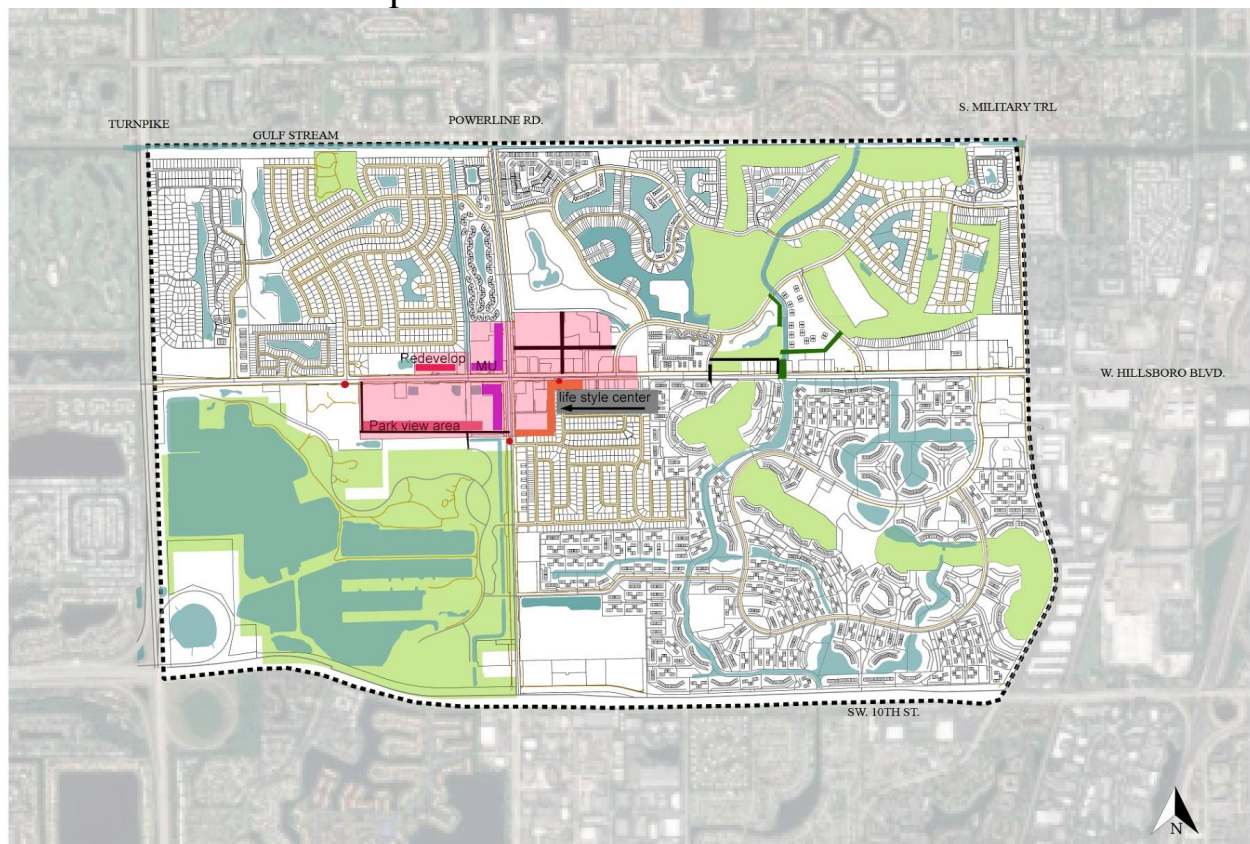 S. MILITARY TRL
POWERLINE RD.
TURNPIKE
GULF STREAM
Redevelop
MU
W. HILLSBORO BLVD.
life style center
Park view area
SW. 10TH ST.
N